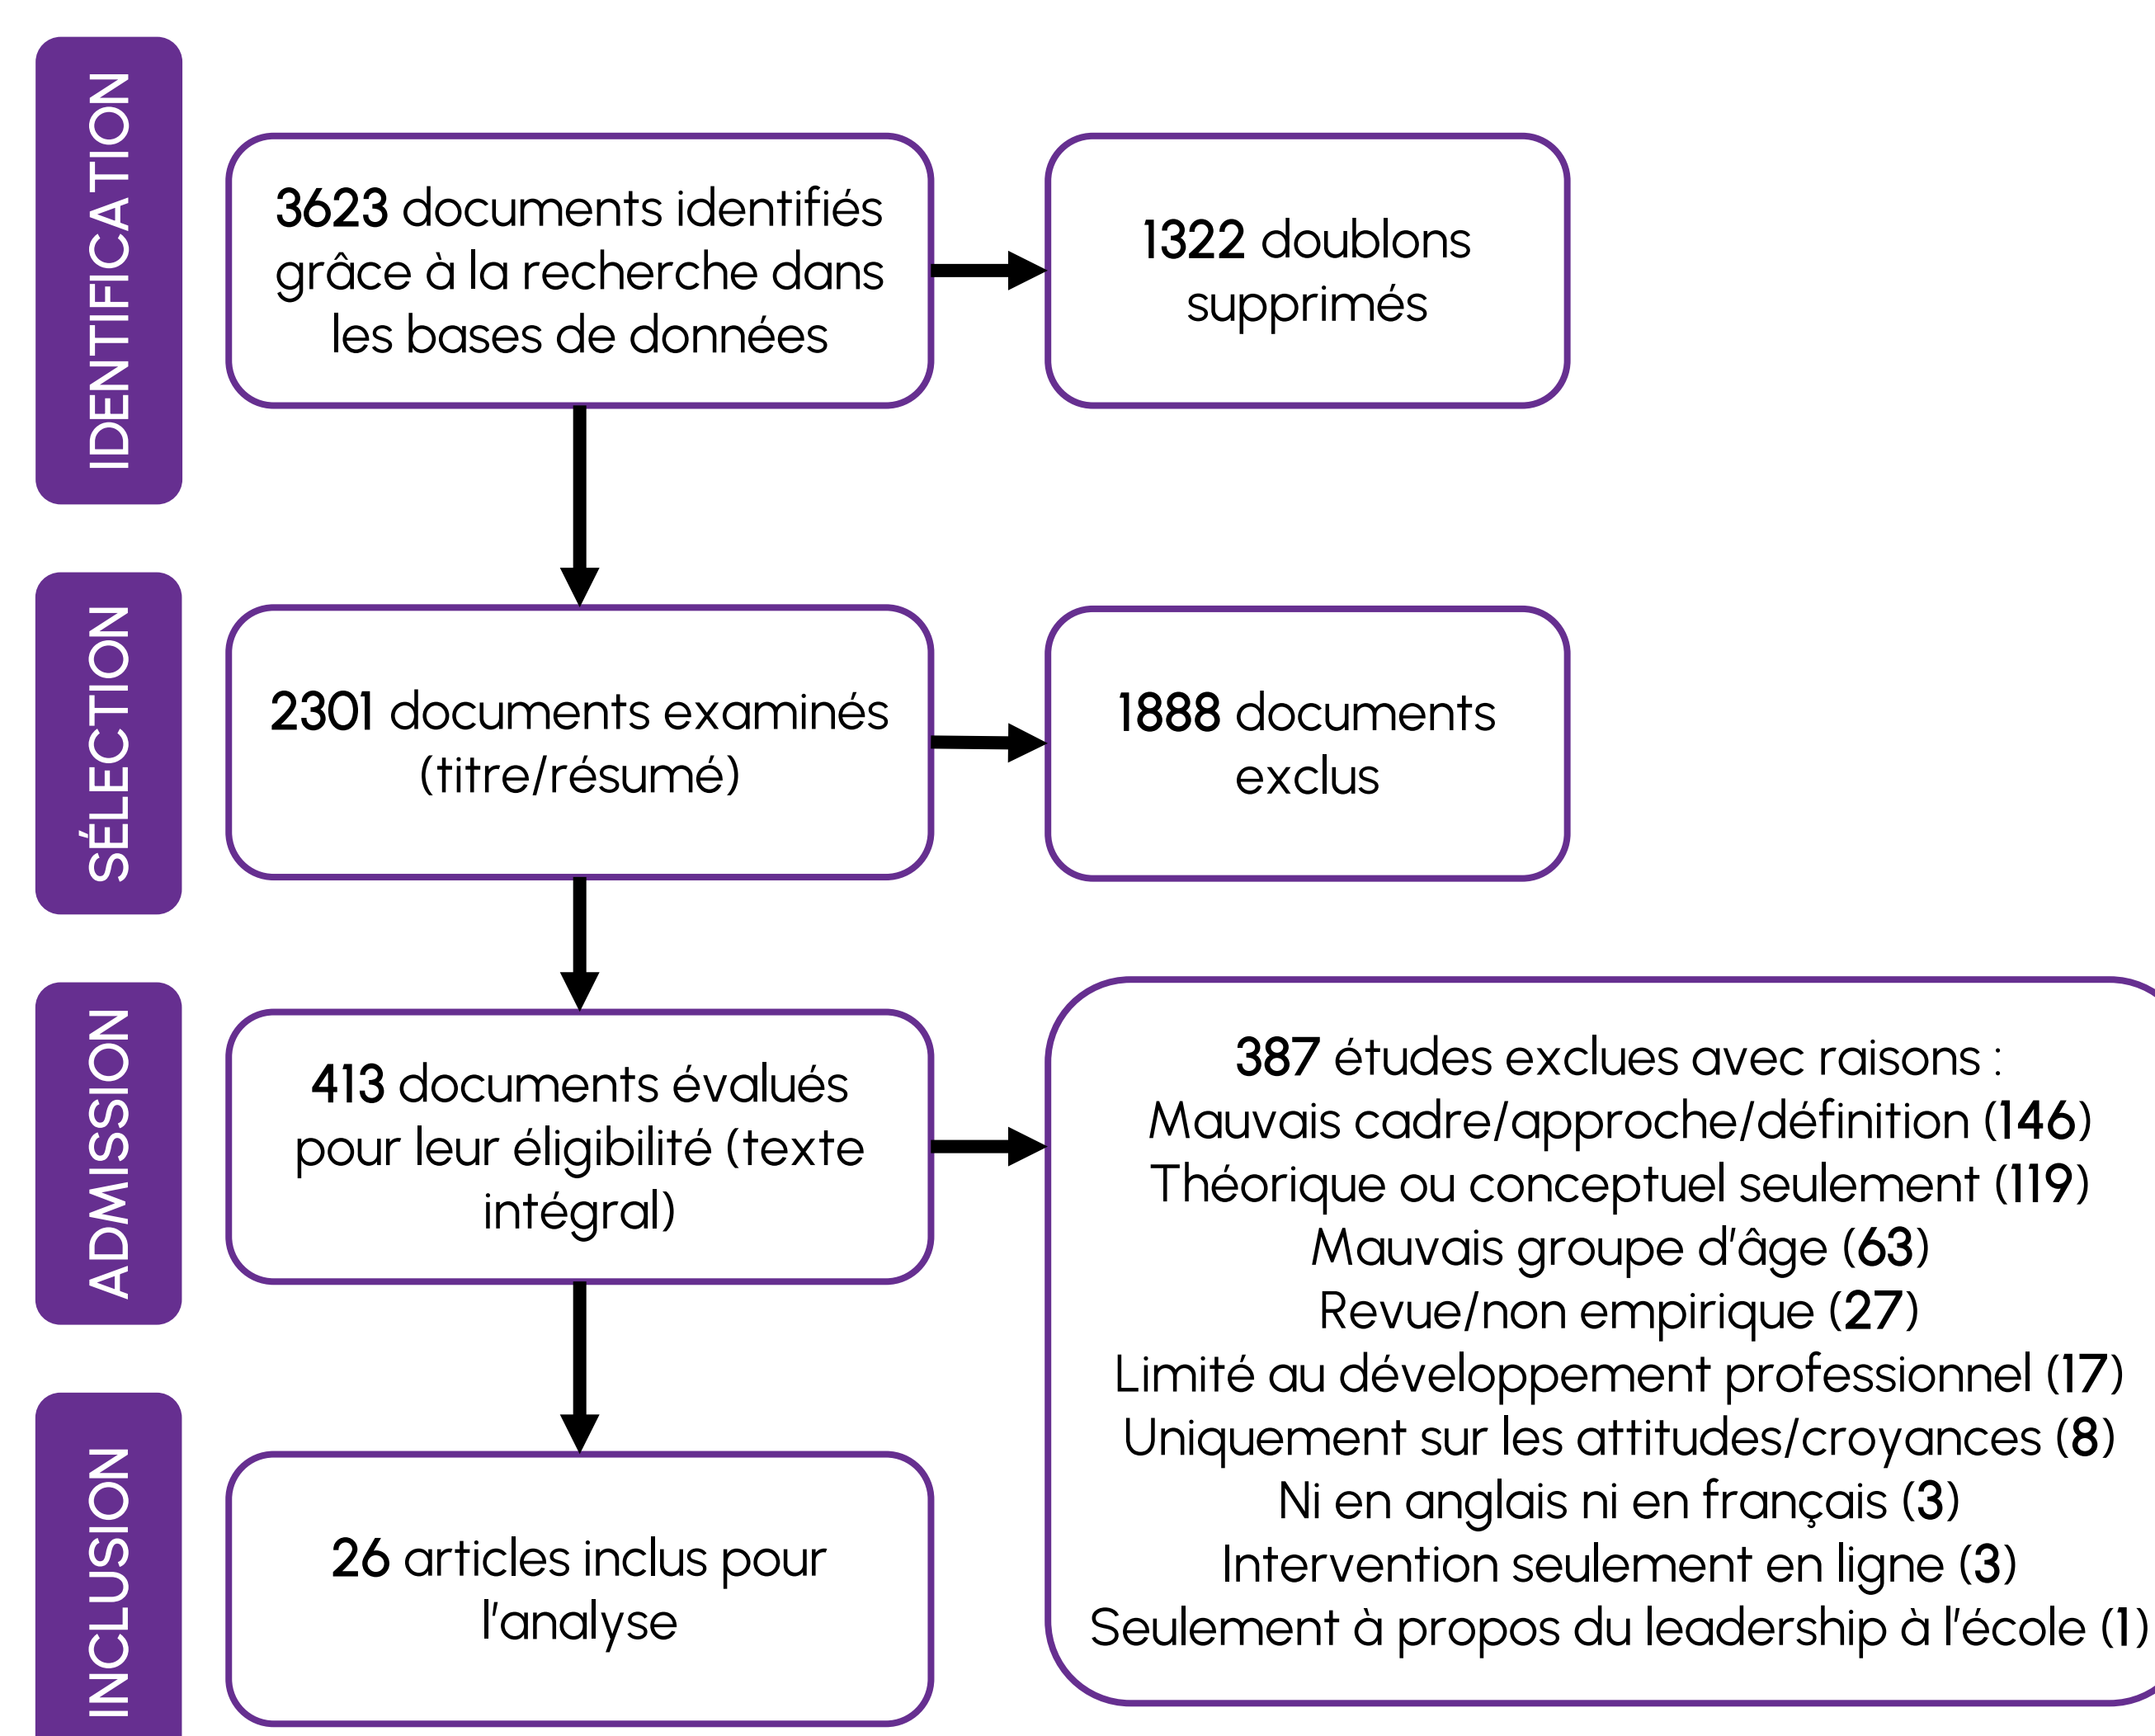 IDENTIFICATION
3623 documents identifiés
grâce à la recherche dans
les bases de données
1322 doublons
supprimés
SÉLECTION
2301 documents examinés
(titre/résumé)
1888 documents
exclus
ADMISSION
413 documents évalués
pour leur éligibilité (texte
intégral)
387 études exclues avec raisons :
Mauvais cadre/approche/définition (146)
Théorique ou conceptuel seulement (119)
Mauvais groupe d'âge (63)
Revue/non empirique (27)
Limité au développement professionnel (17)
Uniquement sur les attitudes/croyances (8)
Ni en anglais ni en français (3)
Intervention seulement en ligne (3)
Seulement à propos du leadership à l'école (1)
INCLUSION
26 articles inclus pour
l'analyse